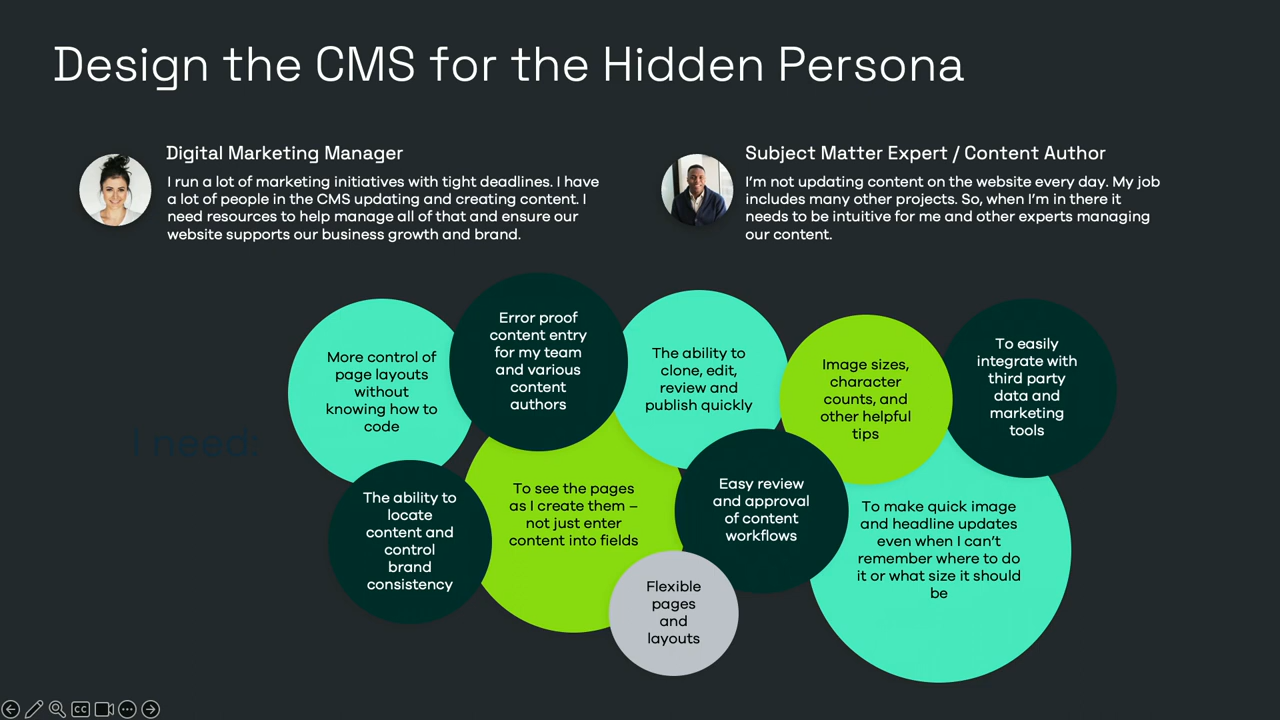 Design the CMS for the Hidden Persona
Digital Marketing Manager
I run a lot of marketing initiatives with tight deadlines. I have
a lot of people in the CMS updating and creating content. I
need resources to help manage all of that and ensure our
website supports our business growth and brand.
Subject Matter Expert / Content Author
I’m not updating content on the website every day. My job
includes many other projects. So, when I’m in there it
needs to be intuitive for me and other experts managing
our content.
I need:
More control of
page layouts
without
knowing how to
code
Error proof
content entry
for my team
and various
content
authors
The ability to
clone, edit,
review and
publish quickly
Image sizes,
character
counts, and
other helpful
tips
To easily
integrate with
third party
data and
marketing
tools
The ability to
locate
content and
control
brand
consistency
To see the pages
as I create them –
not just enter
content into fields
Easy review
and approval
of content
workflows
To make quick image
and headline updates
even when I can’t
remember where to do
it or what size it should
be
Flexible
pages
and
layouts
CC